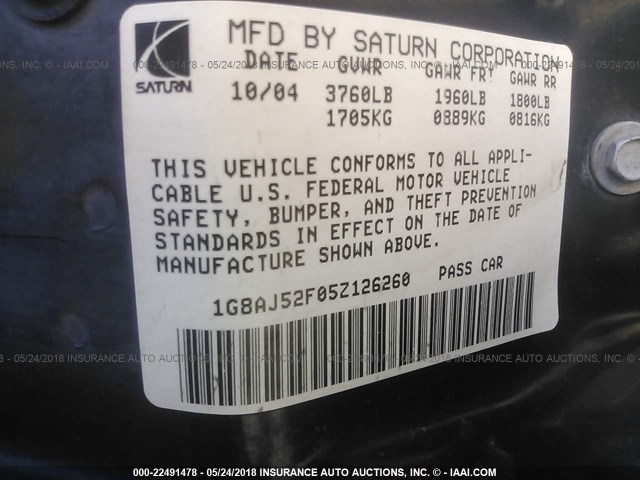 MFD BY SATURN CORPORATION
SATURN
DATE GVWR GAWR FRT GAWR RR
10/04 3760LB 1960LB 1800LB
1705KG 0889KG 0816KG
THIS VEHICLE CONFORMS TO ALL APPLI-
CABLE U.S. FEDERAL MOTOR VEHICLE
SAFETY, BUMPER, AND THEFT PREVENTION
STANDARDS IN EFFECT ON THE DATE OF
MANUFACTURE SHOWN ABOVE.
1G8AJ52F05Z126260 PASS CAR
000-22491478 - 05/24/2018 INSURANCE AUTO AUCTIONS, INC. - © IAAI.COM